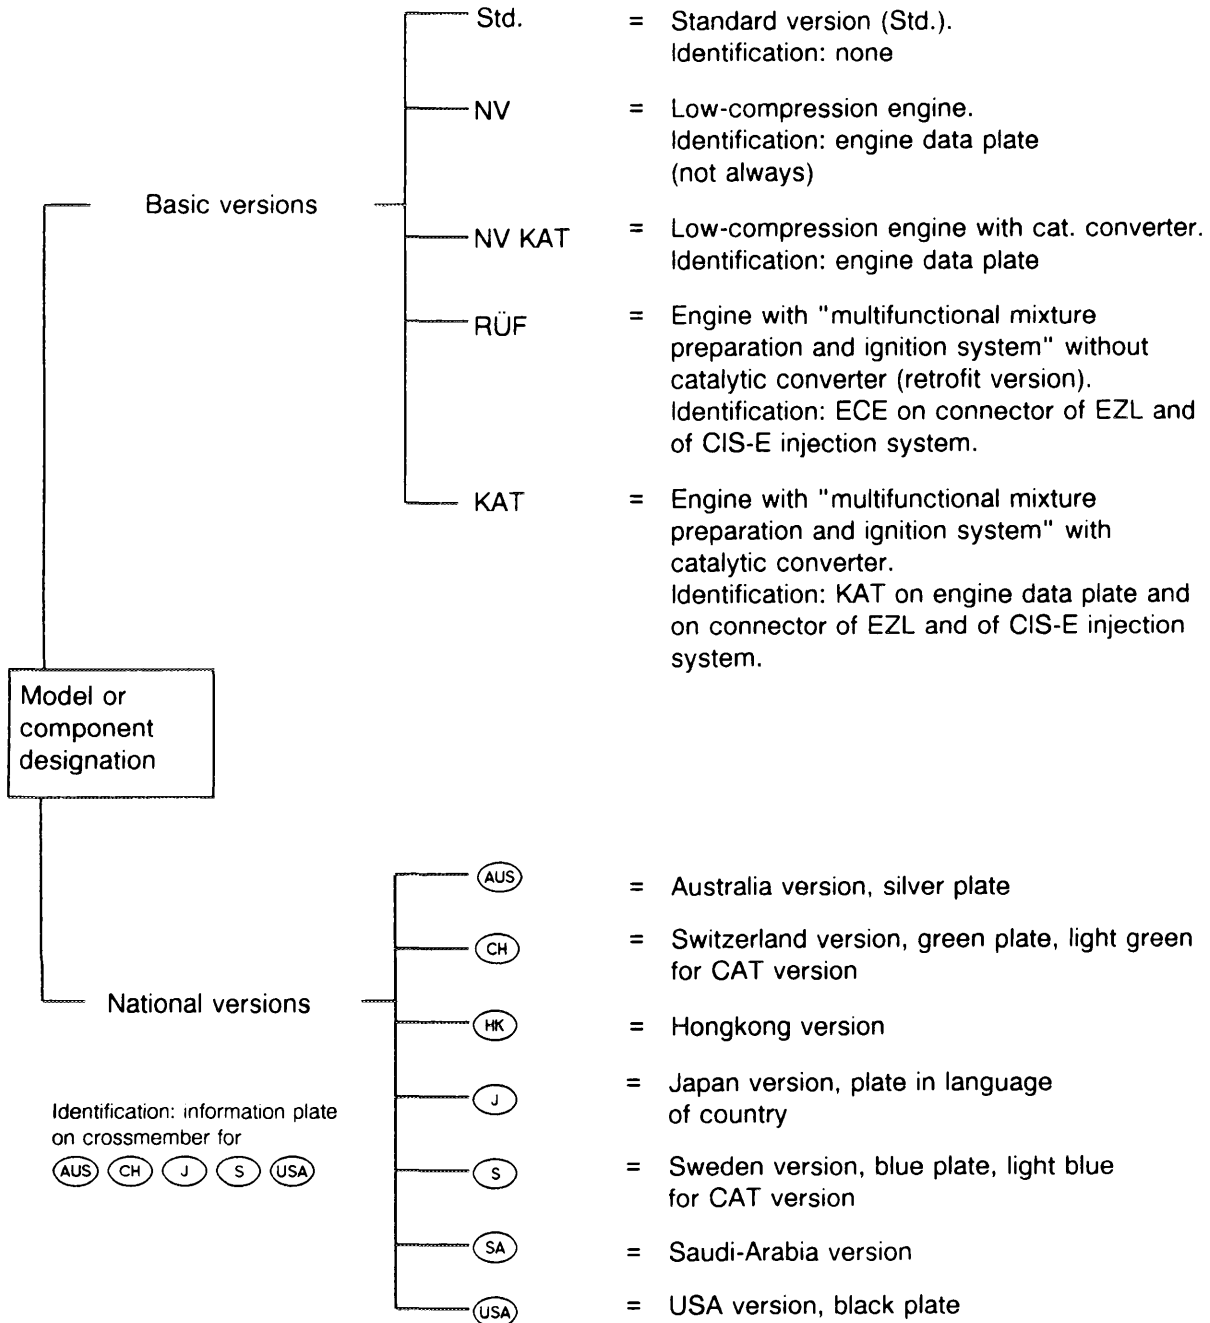 Std. = Standard version (Std.).
Identification: none
NV = Low-compression engine.
Identification: engine data plate
(not always)
Basic versions
NV KAT = Low-compression engine with cat. converter.
Identification: engine data plate
RÜF = Engine with "multifunctional mixture
preparation and ignition system" without
catalytic converter (retrofit version).
Identification: ECE on connector of EZL and
of CIS-E injection system.
KAT = Engine with "multifunctional mixture
preparation and ignition system" with
catalytic converter.
Identification: KAT on engine data plate and
on connector of EZL and of CIS-E injection
system.
Model or
component
designation
AUS = Australia version, silver plate
CH = Switzerland version, green plate, light green
for CAT version
National versions
HK = Hongkong version
J = Japan version, plate in language
of country
Identification: information plate
on crossmember for
AUS CH J S USA
S = Sweden version, blue plate, light blue
for CAT version
SA = Saudi-Arabia version
USA = USA version, black plate